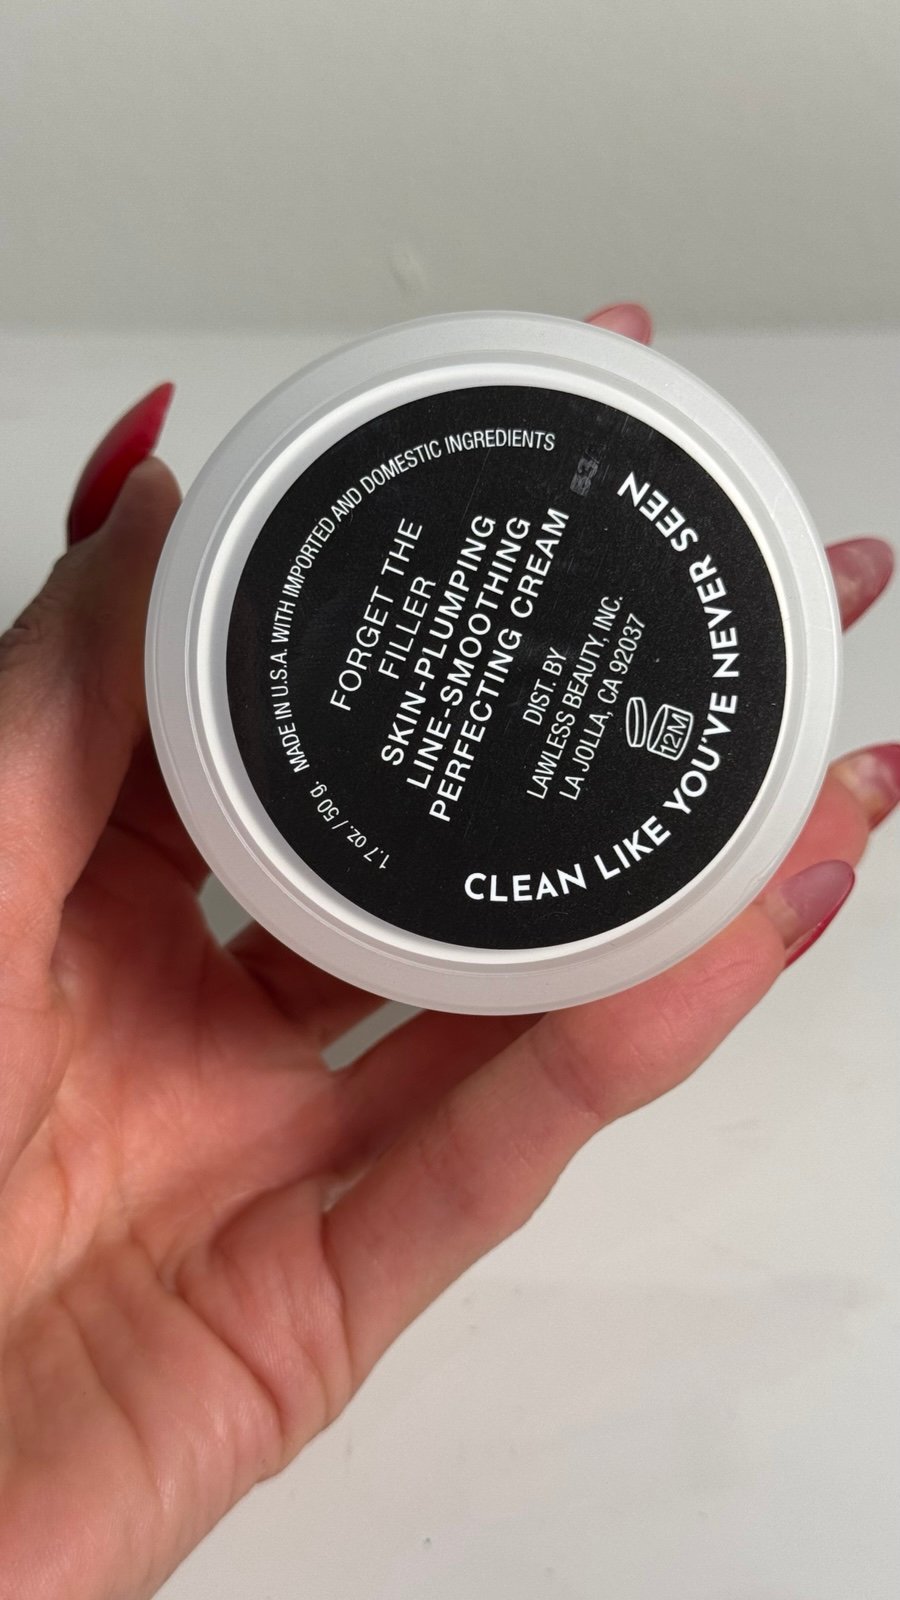 MADE IN U.S.A. WITH IMPORTED AND DOMESTIC INGREDIENTS
1.7 oz. / 50 g.
FORGET THE
FILLER
SKIN-PLUMPING
LINE-SMOOTHING
PERFECTING CREAM
DIST. BY
LAWLESS BEAUTY, INC.
LA JOLLA, CA 92037
12M
CLEAN LIKE YOU'VE NEVER SEEN